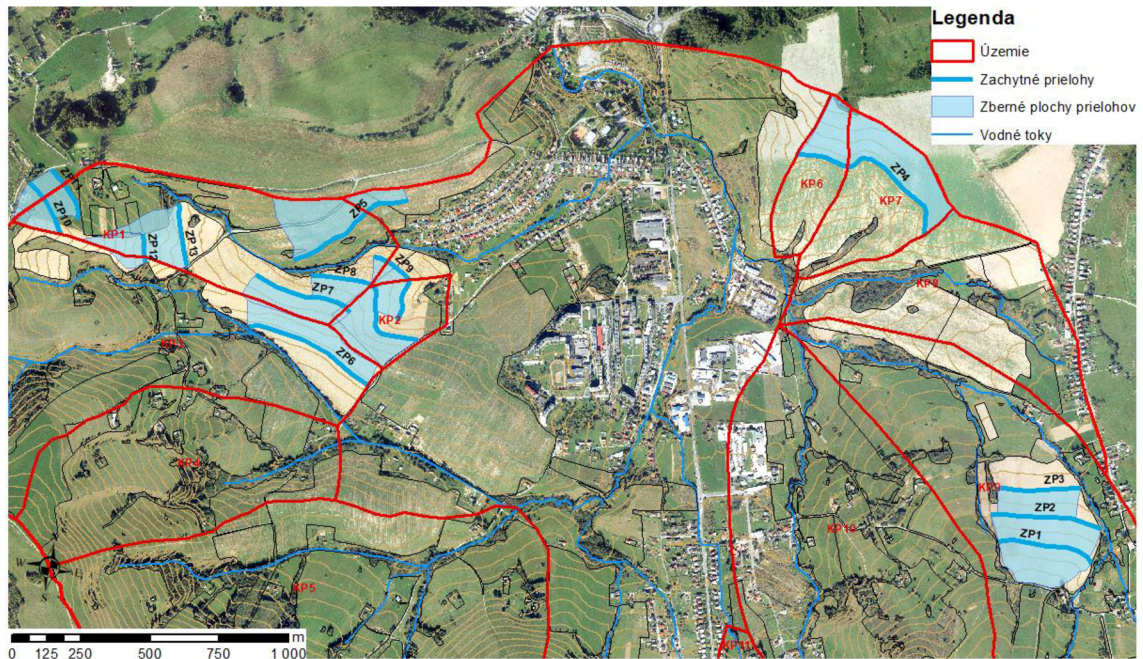 Legenda
Územie
Zachytné prielohy
Zberné plochy prielohov
Vodné toky
ZP4
KP6
KP7
ZP10
KP1
ZP12
ZP13
ZP5
ZP9
ZP8
ZP7
KP2
ZP6
KP8
KP3
KP4
KP5
ZP3
KP9
ZP2
ZP1
KP10
KP11
W
m
0 125 250 500 750 1 000